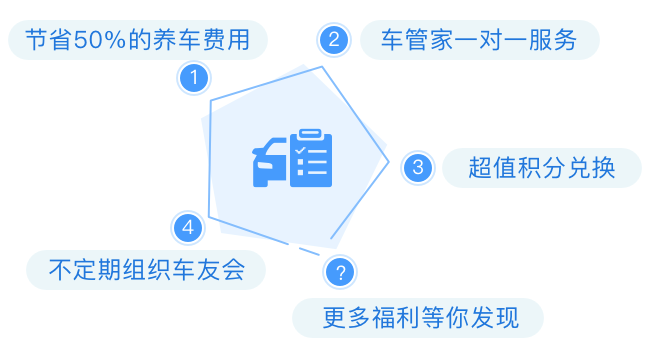 节省50%的养车费用
1
2
车管家一对一服务
3
超值积分兑换
4
不定期组织车友会
?
更多福利等你发现